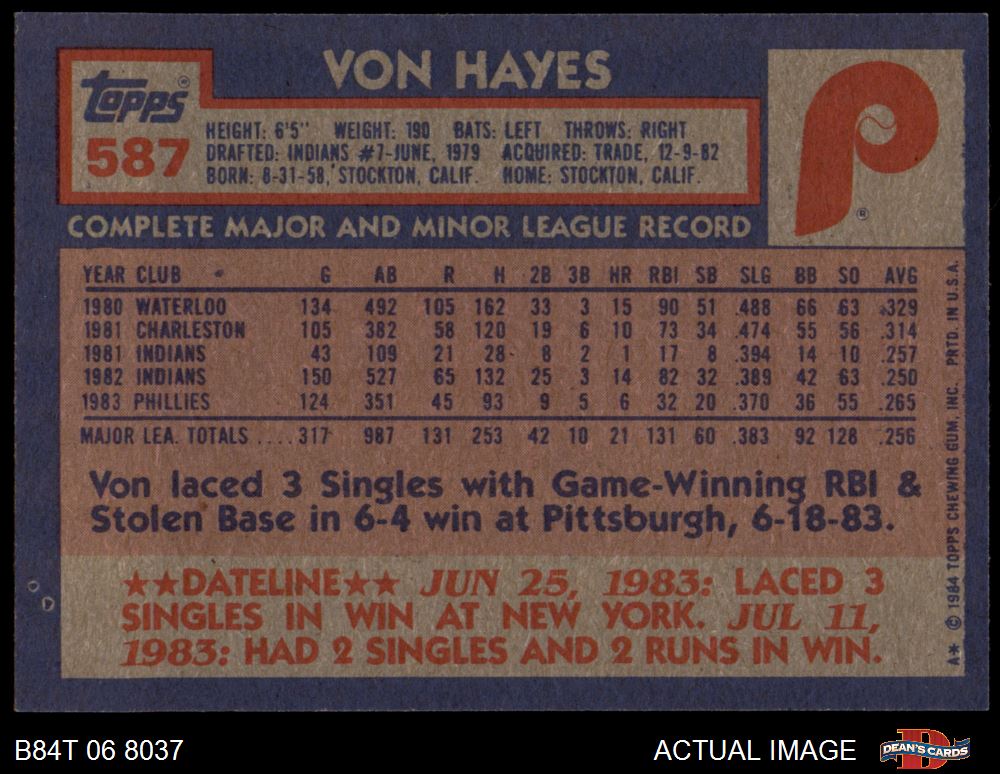 VON HAYES
Topps®
587
HEIGHT: 6'5" WEIGHT: 190 BATS: LEFT THROWS: RIGHT
DRAFTED: INDIANS #7-JUNE, 1979 ACQUIRED: TRADE, 12-9-82
BORN: 8-31-58, STOCKTON, CALIF. HOME: STOCKTON, CALIF.
P
®
COMPLETE MAJOR AND MINOR LEAGUE RECORD
YEAR CLUB G AB R H 2B 3B HR RBI SB SLG BB SO AVG
1980 WATERLOO 134 492 105 162 33 3 15 90 51 .488 66 63 .329
1981 CHARLESTON 105 382 58 120 19 6 10 73 34 .474 55 56 .314
1981 INDIANS 43 109 21 28 8 2 1 17 8 .394 14 10 .257
1982 INDIANS 150 527 65 132 25 3 14 82 32 .389 42 63 .250
1983 PHILLIES 124 351 45 93 9 5 6 32 20 .370 36 55 .265
MAJOR LEA. TOTALS ....317 987 131 253 42 10 21 131 60 .383 92 128 .256
Von laced 3 Singles with Game-Winning RBI &
Stolen Base in 6-4 win at Pittsburgh, 6-18-83.
★★DATELINE★★ JUN 25, 1983: LACED 3
SINGLES IN WIN AT NEW YORK. JUL 11,
1983: HAD 2 SINGLES AND 2 RUNS IN WIN.
A* © 1984 TOPPS CHEWING GUM, INC. PRTD. IN U.S.A.
B84T 06 8037
ACTUAL IMAGE
D
DEAN'S CARDS